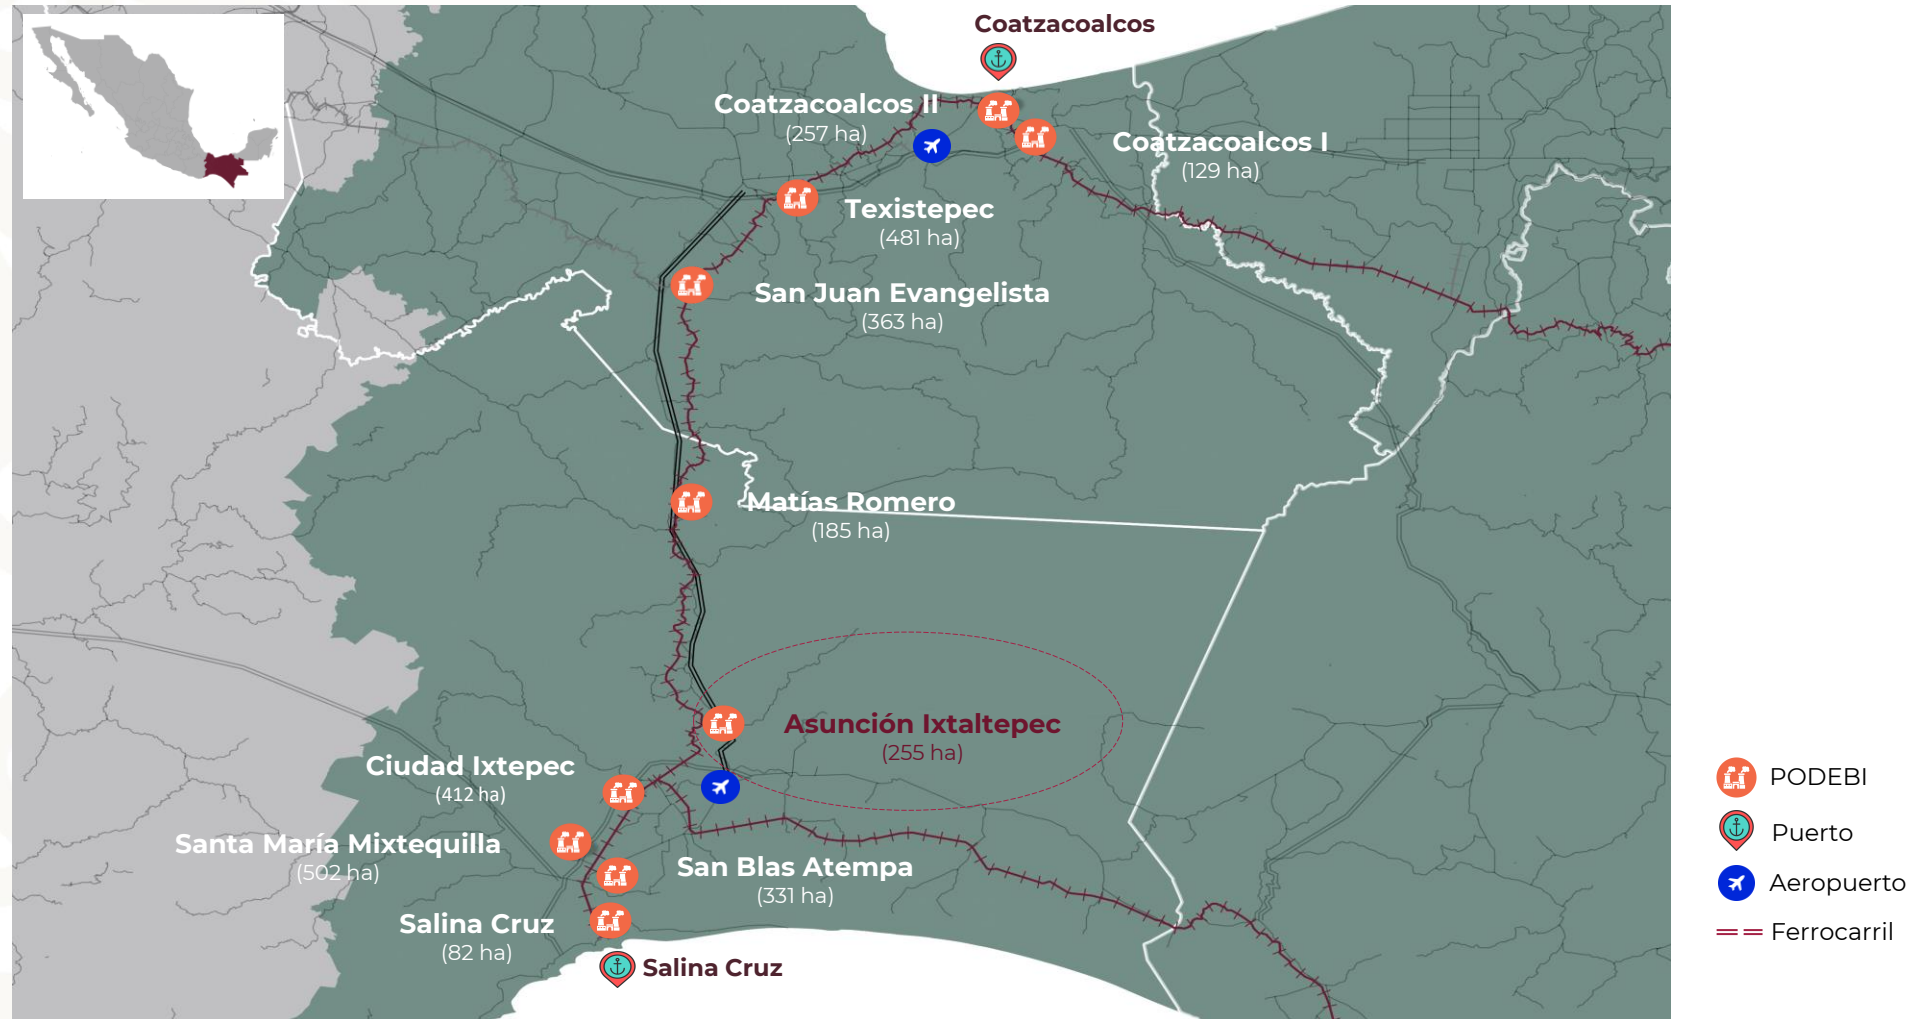 Coatzacoalcos
Coatzacoalcos II
(257 ha)
Coatzacoalcos I
(129 ha)
Texistepec
(481 ha)
San Juan Evangelista
(363 ha)
Matías Romero
(185 ha)
Asunción Ixtaltepec
(255 ha)
Ciudad Ixtepec
(412 ha)
Santa María Mixtequilla
(502 ha)
San Blas Atempa
(331 ha)
Salina Cruz
(82 ha)
Salina Cruz
PODEBI
Puerto
Aeropuerto
Ferrocarril